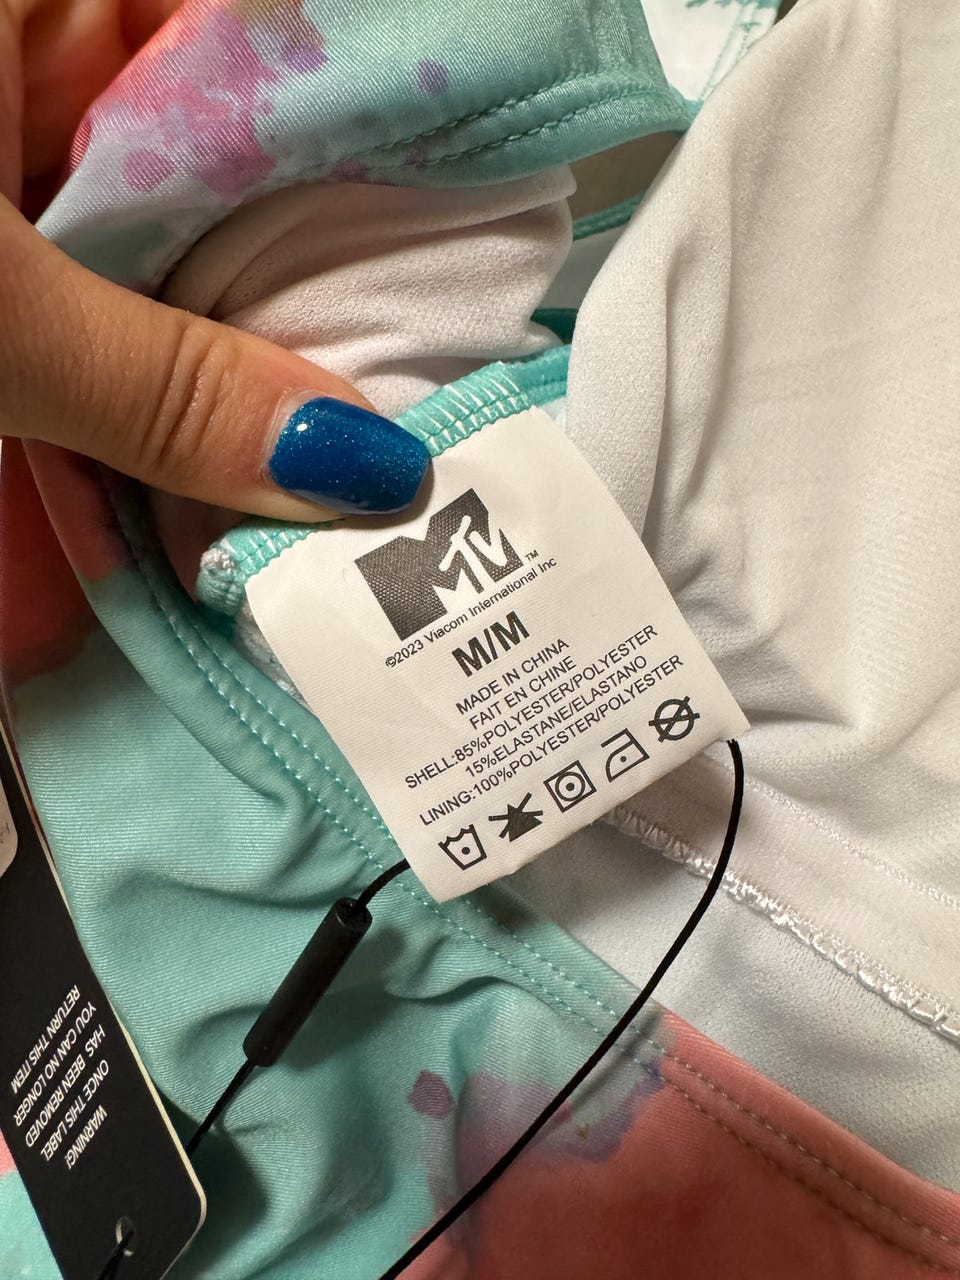 MTV™
©2023 Viacom International Inc
M/M
MADE IN CHINA
FAIT EN CHINE
SHELL:85%POLYESTER/POLYESTER
15%ELASTANE/ELASTANO
LINING:100%POLYESTER/POLYESTER
WARNING!
ONCE THIS LABEL
HAS BEEN REMOVED
YOU CAN NO LONGER
RETURN THIS ITEM